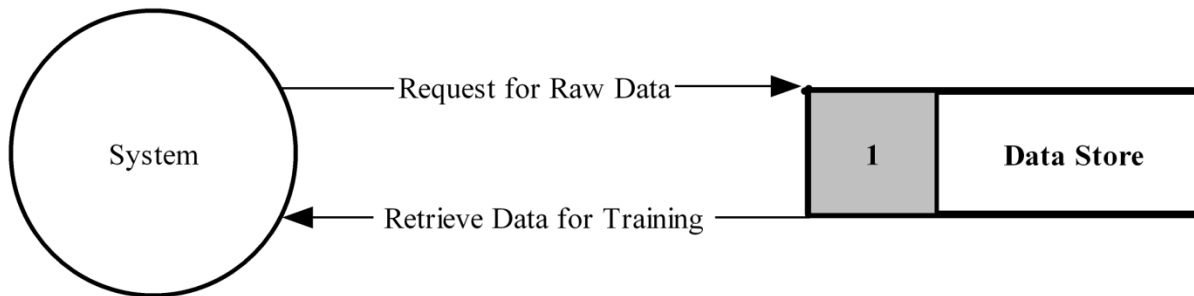 Request for Raw Data
System
1
Data Store
Retrieve Data for Training